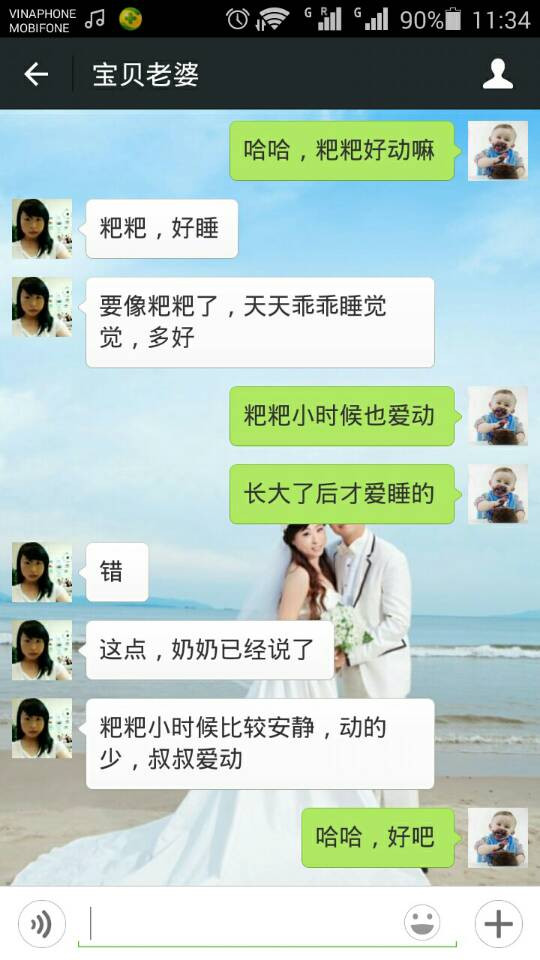 VINAPHONE
MOBIFONE
G R G 90% 11:34
宝贝老婆
哈哈，粑粑好动嘛
粑粑，好睡
要像粑粑了，天天乖乖睡觉
觉，多好
粑粑小时候也爱动
长大了后才爱睡的
错
这点，奶奶已经说了
粑粑小时候比较安静，动的
少，叔叔爱动
哈哈，好吧